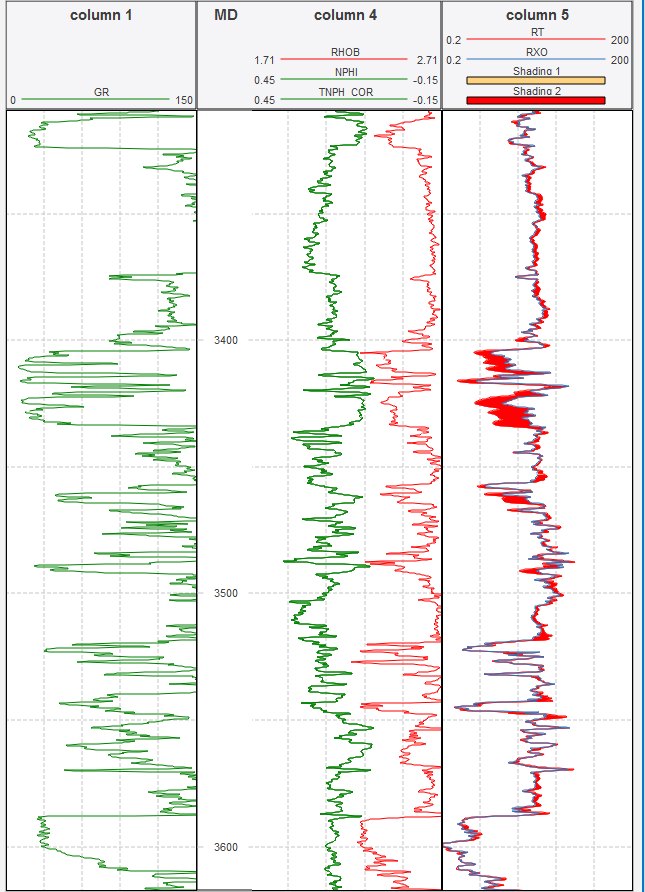 column 1
MD
column 4
column 5
RT
0.2 200
RHOB
1.71 2.71
RXO
0.2 200
NPHI
0.45 -0.15
Shading 1
GR
0 150
TNPH_COR
0.45 -0.15
Shading 2
3400
3500
3600